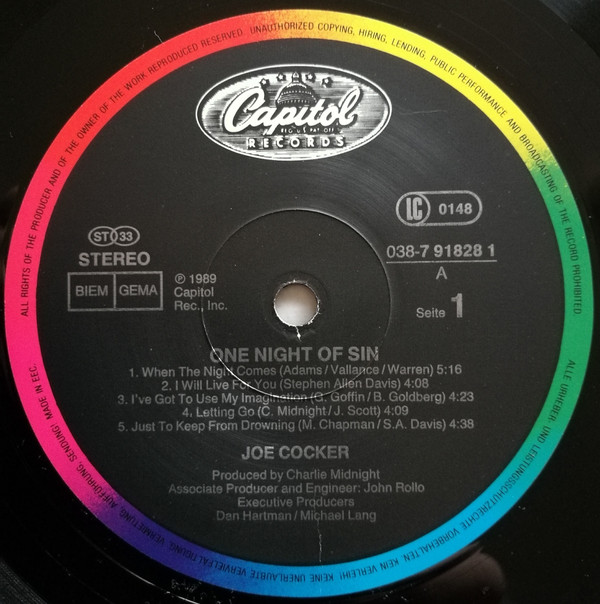 ALL RIGHTS OF THE PRODUCER AND OF THE OWNER OF THE WORK REPRODUCED RESERVED. UNAUTHORIZED COPYING, HIRING, LENDING, PUBLIC PERFORMANCE AND BROADCASTING OF THE RECORD PROHIBITED.
Capitol
REG. U.S. PAT. OFF.
RECORDS
LC 0148
ST 33
STEREO
BIEM GEMA
℗ 1989
Capitol
Rec., Inc.
038-7 91828 1
A
Seite 1
ONE NIGHT OF SIN
1. When The Night Comes (Adams / Vallance / Warren) 5:16
2. I Will Live For You (Stephen Allen Davis) 4:08
3. I've Got To Use My Imagination (G. Goffin / B. Goldberg) 4:23
4. Letting Go (C. Midnight / J. Scott) 4:09
5. Just To Keep From Drowning (M. Chapman / S.A. Davis) 4:38
JOE COCKER
Produced by Charlie Midnight
Associate Producer and Engineer: John Rollo
Executive Producers
Dan Hartman / Michael Lang
ALLE URHEBER- UND LEISTUNGSSCHUTZRECHTE VORBEHALTEN. KEIN VERLEIH! KEINE UNERLAUBTE VERVIELFÄLTIGUNG, VERMIETUNG, AUFFÜHRUNG, SENDUNG! MADE IN EEC.